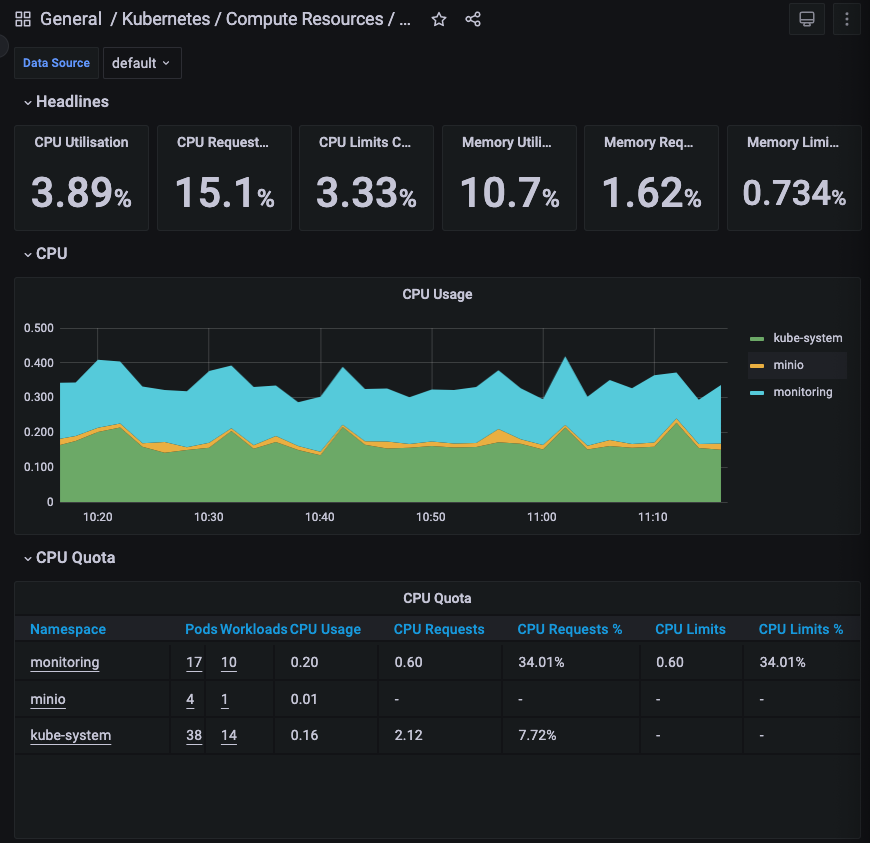 General / Kubernetes / Compute Resources / ...
Data Source default
Headlines
CPU Utilisation CPU Request... CPU Limits C... Memory Utili... Memory Req... Memory Limi...
3.89% 15.1% 3.33% 10.7% 1.62% 0.734%
CPU
CPU Usage
0.500
0.400
0.300
0.200
0.100
0
10:20 10:30 10:40 10:50 11:00 11:10
kube-system
minio
monitoring
CPU Quota
CPU Quota
Namespace Pods Workloads CPU Usage CPU Requests CPU Requests % CPU Limits CPU Limits %
monitoring 17 10 0.20 0.60 34.01% 0.60 34.01%
minio 4 1 0.01 - - - -
kube-system 38 14 0.16 2.12 7.72% - -